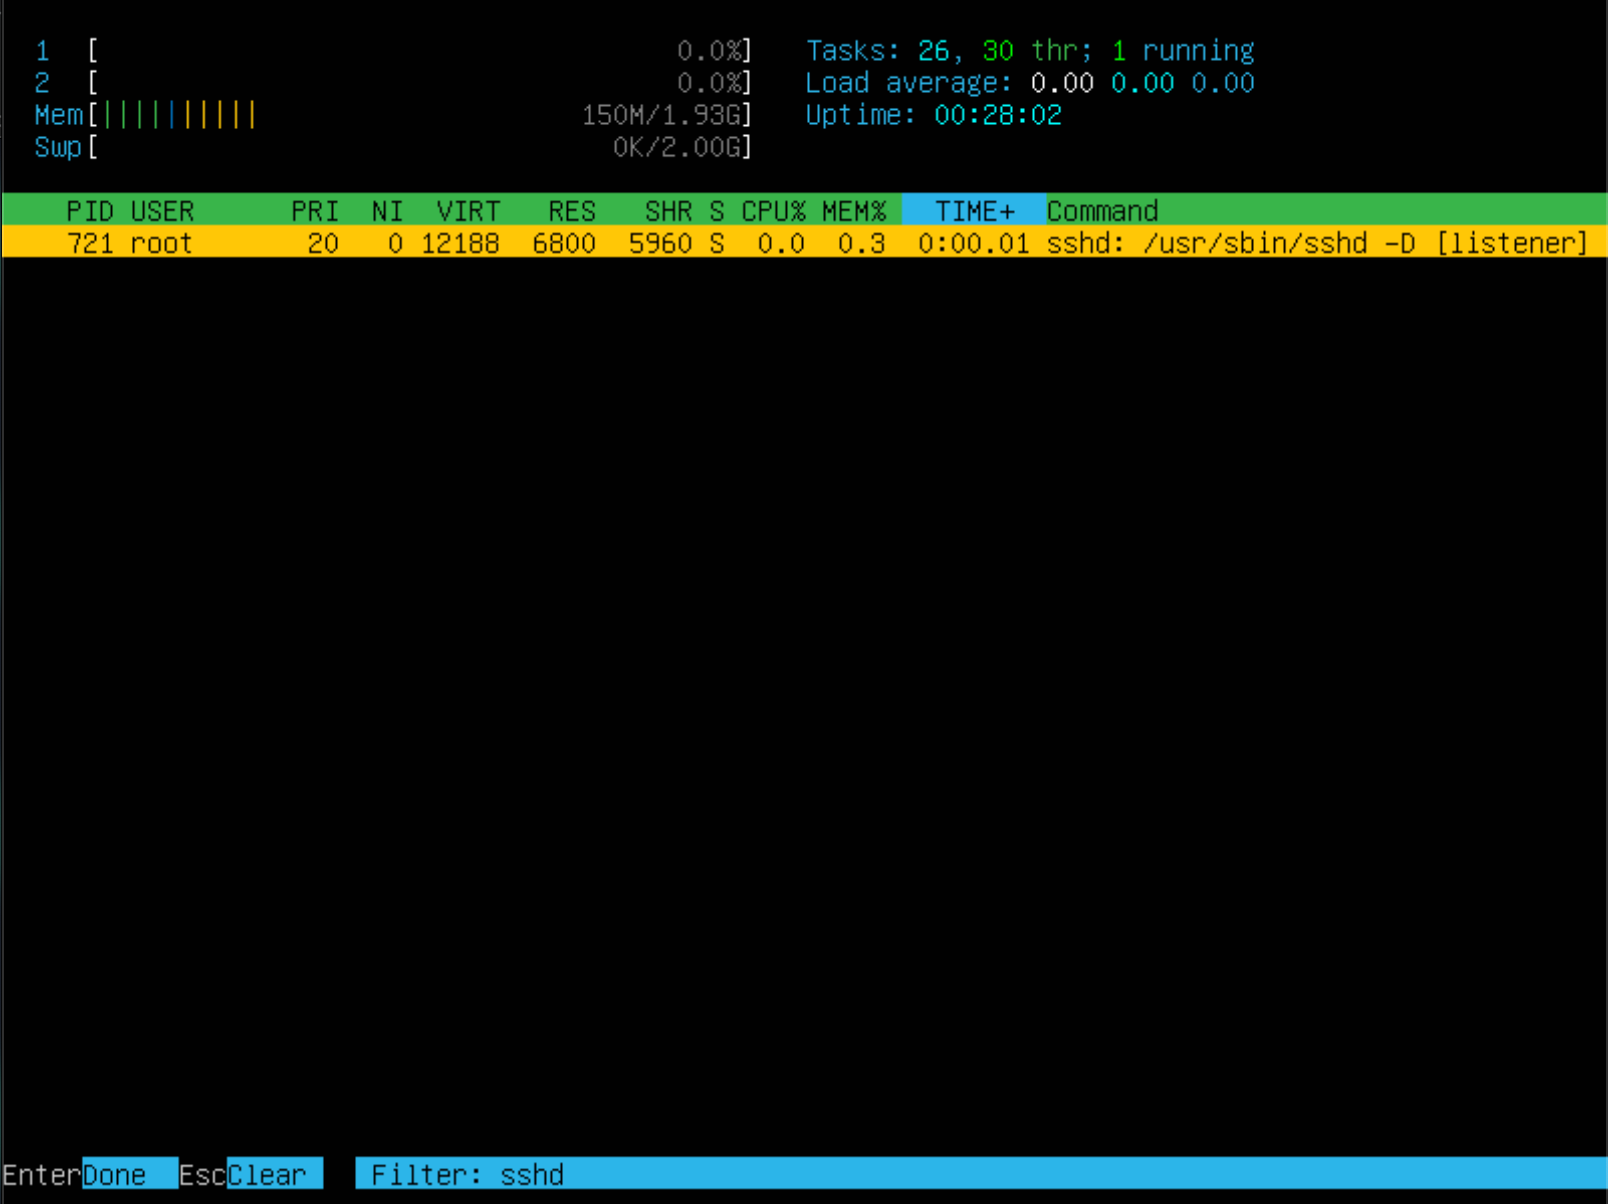 1 [ 0.0%] Tasks: 26, 30 thr; 1 running
2 [ 0.0%] Load average: 0.00 0.00 0.00
Mem[||||||||||  150M/1.93G] Uptime: 00:28:02
Swp[ 0K/2.00G]
PID USER PRI NI VIRT RES SHR S CPU% MEM% TIME+ Command
721 root 20 0 12188 6800 5960 S 0.0 0.3 0:00.01 sshd: /usr/sbin/sshd -D [listener]
EnterDone EscClear Filter: sshd